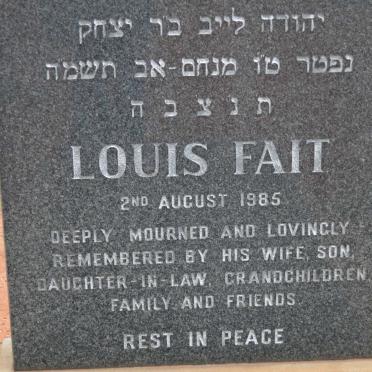 יהודה לייב בר יצחק
נפטר ט'ו מנחם-אב תשמה
ת נ צ ב ה
LOUIS FAIT
2ND AUGUST 1985
DEEPLY MOURNED AND LOVINGLY
REMEMBERED BY HIS WIFE, SON,
DAUGHTER-IN-LAW, GRANDCHILDREN,
FAMILY AND FRIENDS.
REST IN PEACE